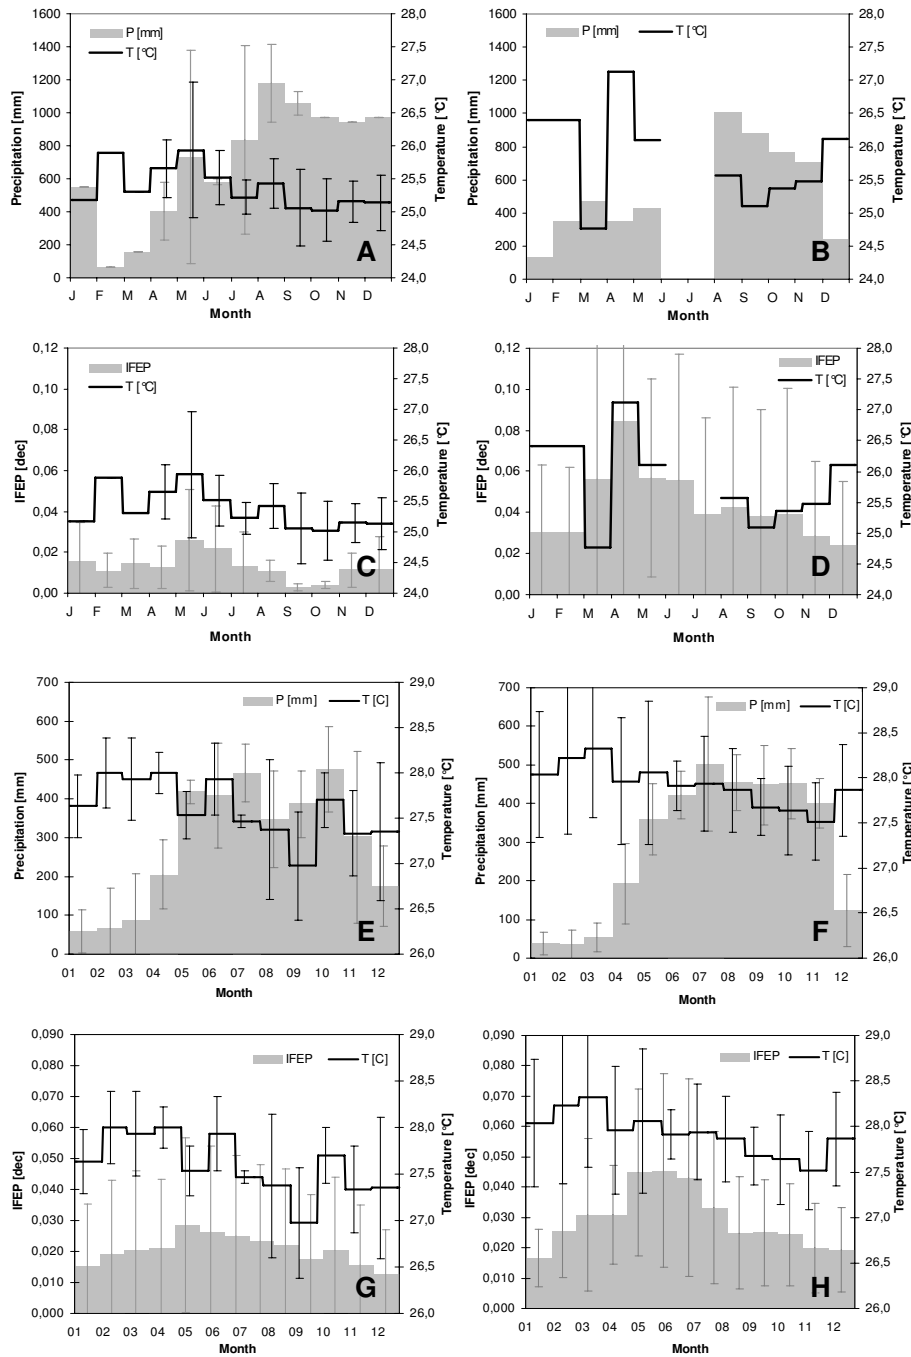 P [mm]
T [°C]
1600
1400
1200
1000
800
600
400
200
0
Precipitation [mm]
28,0
27,5
27,0
26,5
26,0
25,5
25,0
24,5
24,0
Temperature [°C]
J F M A M J J A S O N D
Month
A
P [mm] T [°C]
1600
1400
1200
1000
800
600
400
200
0
Precipitation [mm]
28,0
27,5
27,0
26,5
26,0
25,5
25,0
24,5
24,0
Temperature [°C]
J F M A M J J A S O N D
Month
B
IFEP
T [°C]
0,12
0,10
0,08
0,06
0,04
0,02
0,00
IFEP [dec]
28,0
27,5
27,0
26,5
26,0
25,5
25,0
24,5
24,0
Temperature [°C]
J F M A M J J A S O N D
Month
C
IFEP
T [°C]
0,12
0,10
0,08
0,06
0,04
0,02
0,00
IFEP [dec]
28,0
27,5
27,0
26,5
26,0
25,5
25,0
24,5
24,0
Temperature [°C]
J F M A M J J A S O N D
Month
D
P [mm] T [C]
700
600
500
400
300
200
100
0
Precipitation [mm]
29,0
28,5
28,0
27,5
27,0
26,5
26,0
Temperature [°C]
01 02 03 04 05 06 07 08 09 10 11 12
Month
E
P [mm] T [C]
700
600
500
400
300
200
100
0
Precipitation [mm]
29,0
28,5
28,0
27,5
27,0
26,5
26,0
Temperature [°C]
01 02 03 04 05 06 07 08 09 10 11 12
Month
F
IFEP T [C]
0,090
0,080
0,070
0,060
0,050
0,040
0,030
0,020
0,010
0,000
IFEP [dec]
29,0
28,5
28,0
27,5
27,0
26,5
26,0
Temperature [°C]
01 02 03 04 05 06 07 08 09 10 11 12
Month
G
IFEP T [C]
0,090
0,080
0,070
0,060
0,050
0,040
0,030
0,020
0,010
0,000
IFEP [dec]
29,0
28,5
28,0
27,5
27,0
26,5
26,0
Temperature [°C]
01 02 03 04 05 06 07 08 09 10 11 12
Month
H